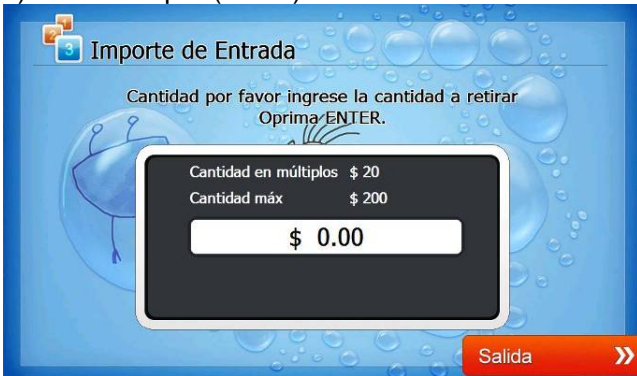 3
Importe de Entrada
Cantidad por favor ingrese la cantidad a retirar
Oprima ENTER.
Cantidad en múltiplos $ 20
Cantidad máx $ 200
$ 0.00
Salida »